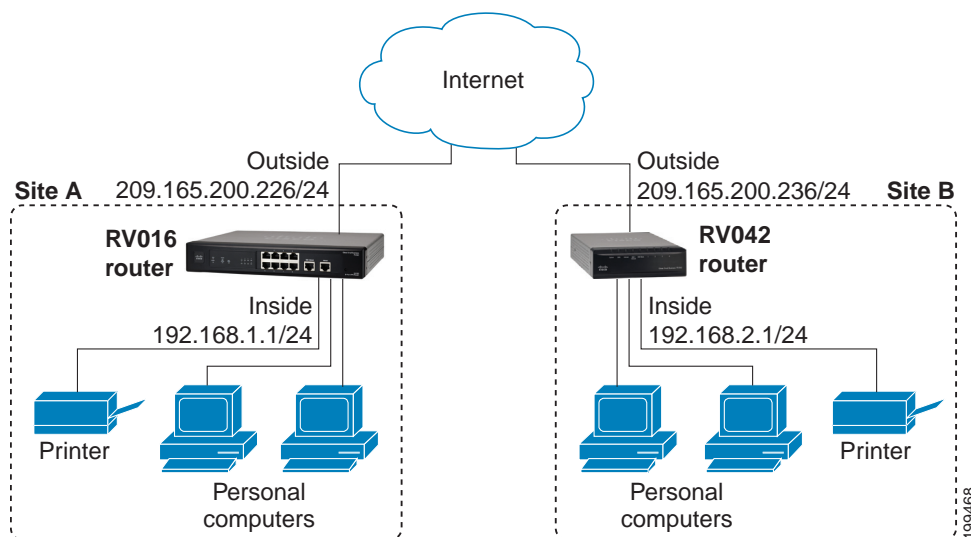 Internet
Outside
209.165.200.226/24
Outside
209.165.200.236/24
Site A
Site B
RV016
router
RV042
router
Inside
192.168.1.1/24
Inside
192.168.2.1/24
Printer
Personal
computers
Personal
computers
Printer
199468